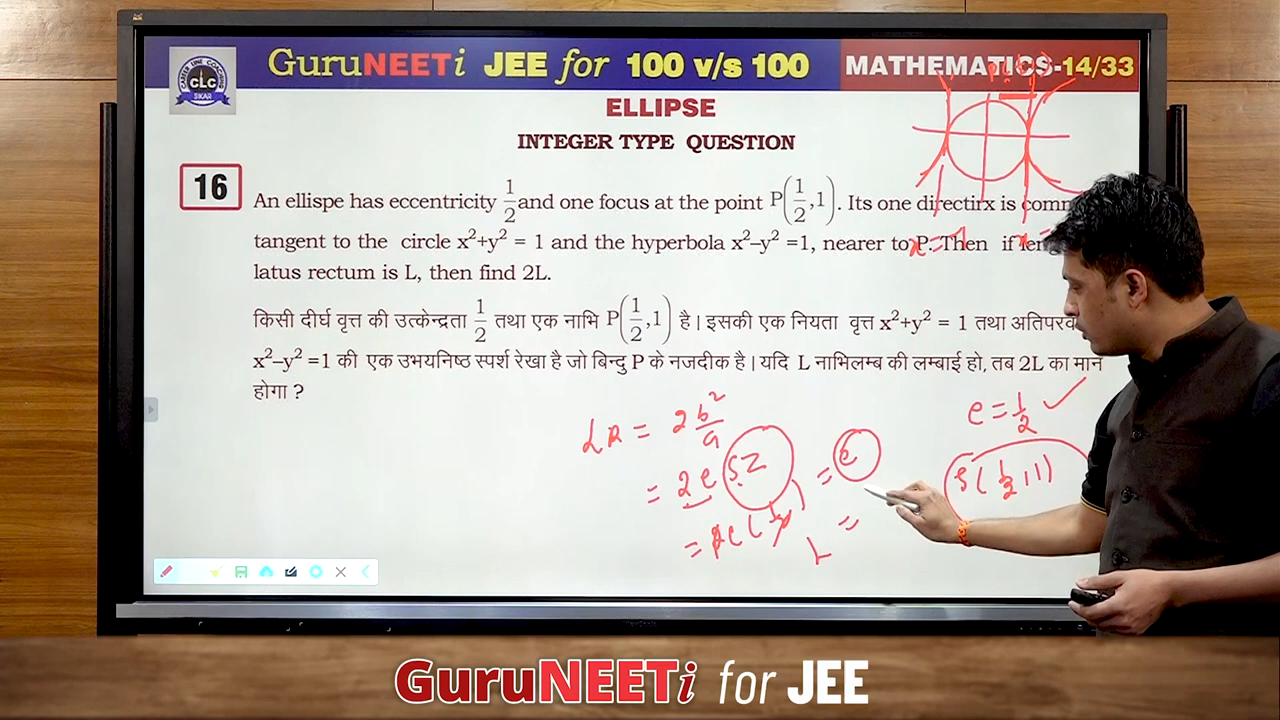 GuruNEETi JEE for 100 v/s 100
MATHEMATICS-14/33
CLC
SIKAR
ELLIPSE
INTEGER TYPE QUESTION
16
An ellispe has eccentricity 1/2 and one focus at the point P(1/2,1). Its one directirx is comm
tangent to the circle x²+y² = 1 and the hyperbola x²–y² =1, nearer to P. Then if len
latus rectum is L, then find 2L.
किसी दीर्घ वृत्त की उत्केन्द्रता 1/2 तथा एक नाभि P(1/2,1) है। इसकी एक नियता वृत्त x²+y² = 1 तथा अतिपरव
x²–y² =1 की एक उभयनिष्ठ स्पर्श रेखा है जो बिन्दु P के नजदीक है। यदि L नाभिलम्ब की लम्बाई हो, तब 2L का मान
होगा ?
LR = 2 b²/a
= 2e SZ = e
L =
e = 1/2 ✓
S(1/2, 1)
GuruNEETi for JEE